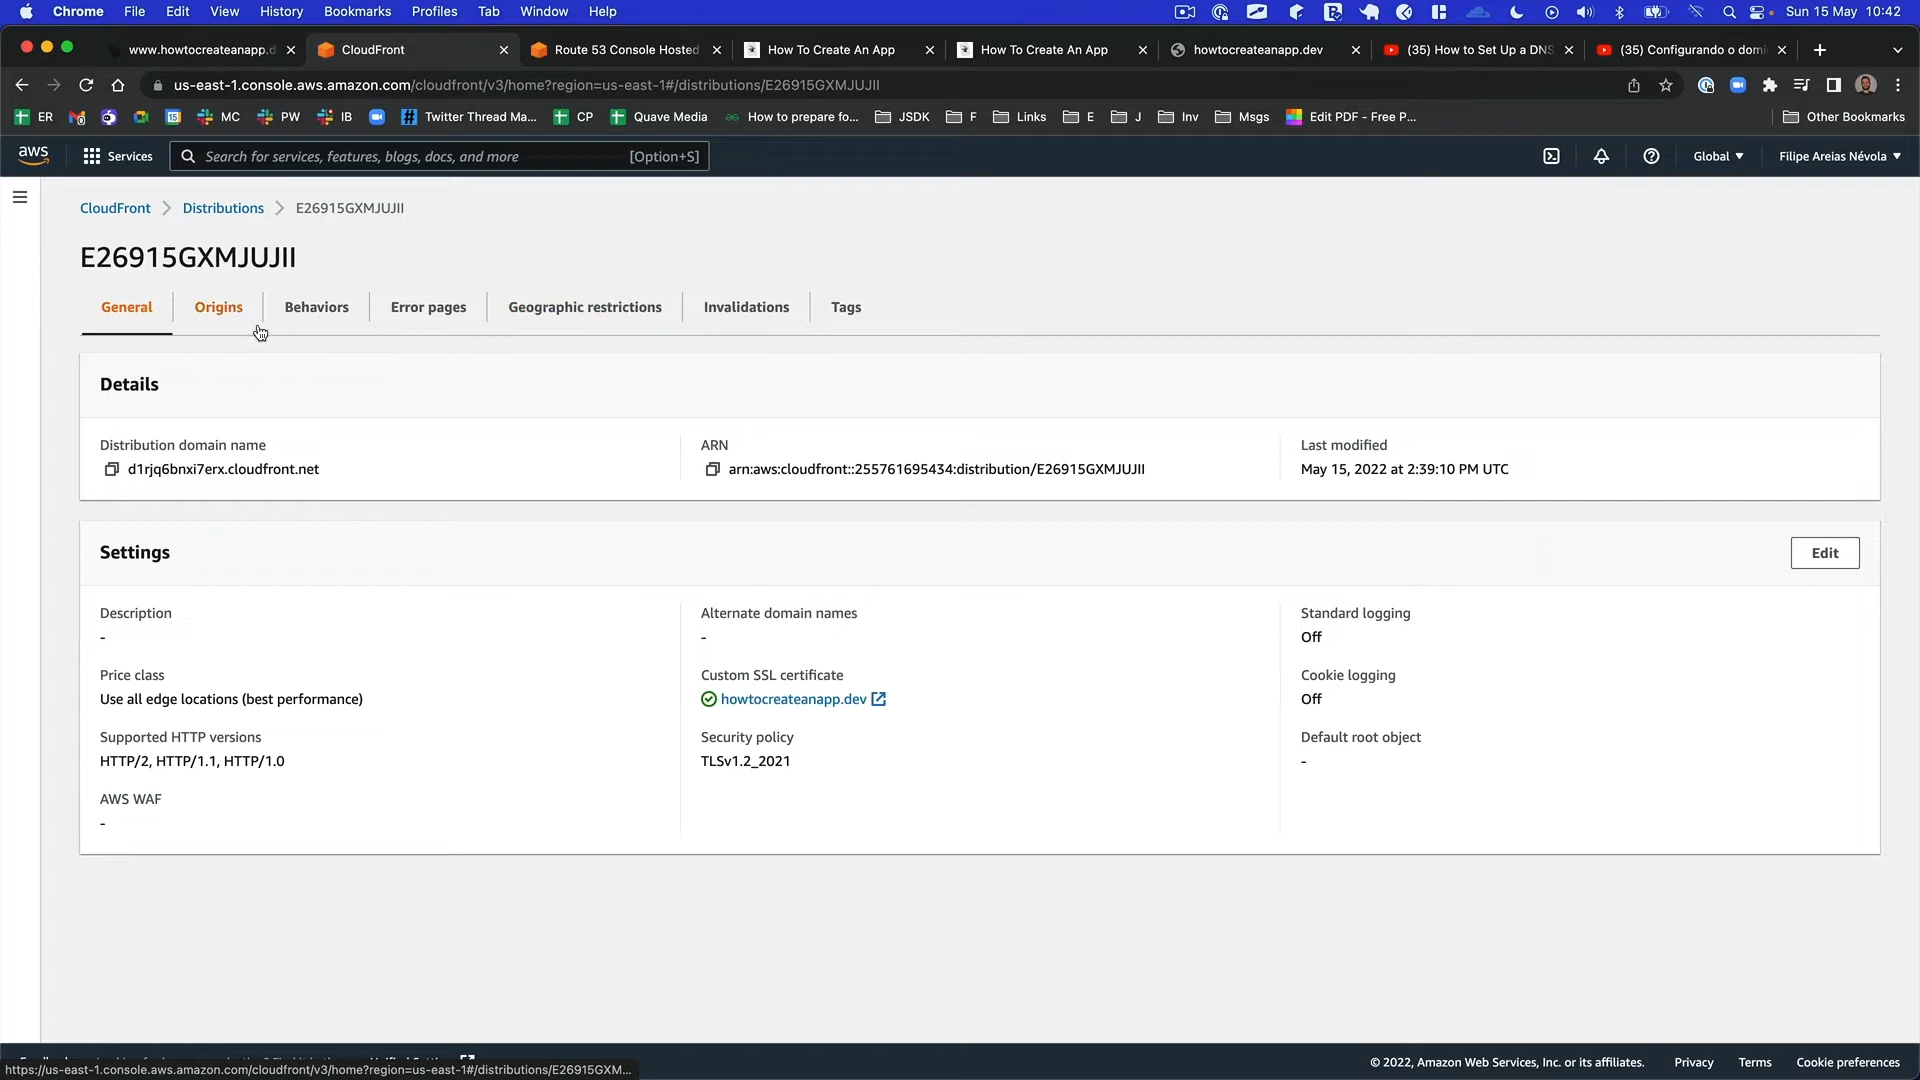 Chrome File Edit View History Bookmarks Profiles Tab Window Help Sun 15 May 10:42
www.howtocreateanapp.d CloudFront Route 53 Console Hosted How To Create An App How To Create An App howtocreateanapp.dev (35) How to Set Up a DNS (35) Configurando o domí
us-east-1.console.aws.amazon.com/cloudfront/v3/home?region=us-east-1#/distributions/E26915GXMJUJII
ER 15 MC PW IB Twitter Thread Ma... CP Quave Media How to prepare fo... JSDK F Links E J Inv Msgs Edit PDF - Free P... Other Bookmarks
aws Services Search for services, features, blogs, docs, and more [Option+S] Global Filipe Areias Névola
CloudFront Distributions E26915GXMJUJII
E26915GXMJUJII
General Origins Behaviors Error pages Geographic restrictions Invalidations Tags
Details
Distribution domain name ARN Last modified
d1rjq6bnxi7erx.cloudfront.net arn:aws:cloudfront::255761695434:distribution/E26915GXMJUJII May 15, 2022 at 2:39:10 PM UTC
Settings Edit
Description Alternate domain names Standard logging
- - Off
Price class Custom SSL certificate Cookie logging
Use all edge locations (best performance) howtocreateanapp.dev Off
Supported HTTP versions Security policy Default root object
HTTP/2, HTTP/1.1, HTTP/1.0 TLSv1.2_2021 -
AWS WAF
-
© 2022, Amazon Web Services, Inc. or its affiliates. Privacy Terms Cookie preferences
https://us-east-1.console.aws.amazon.com/cloudfront/v3/home?region=us-east-1#/distributions/E26915GXM...